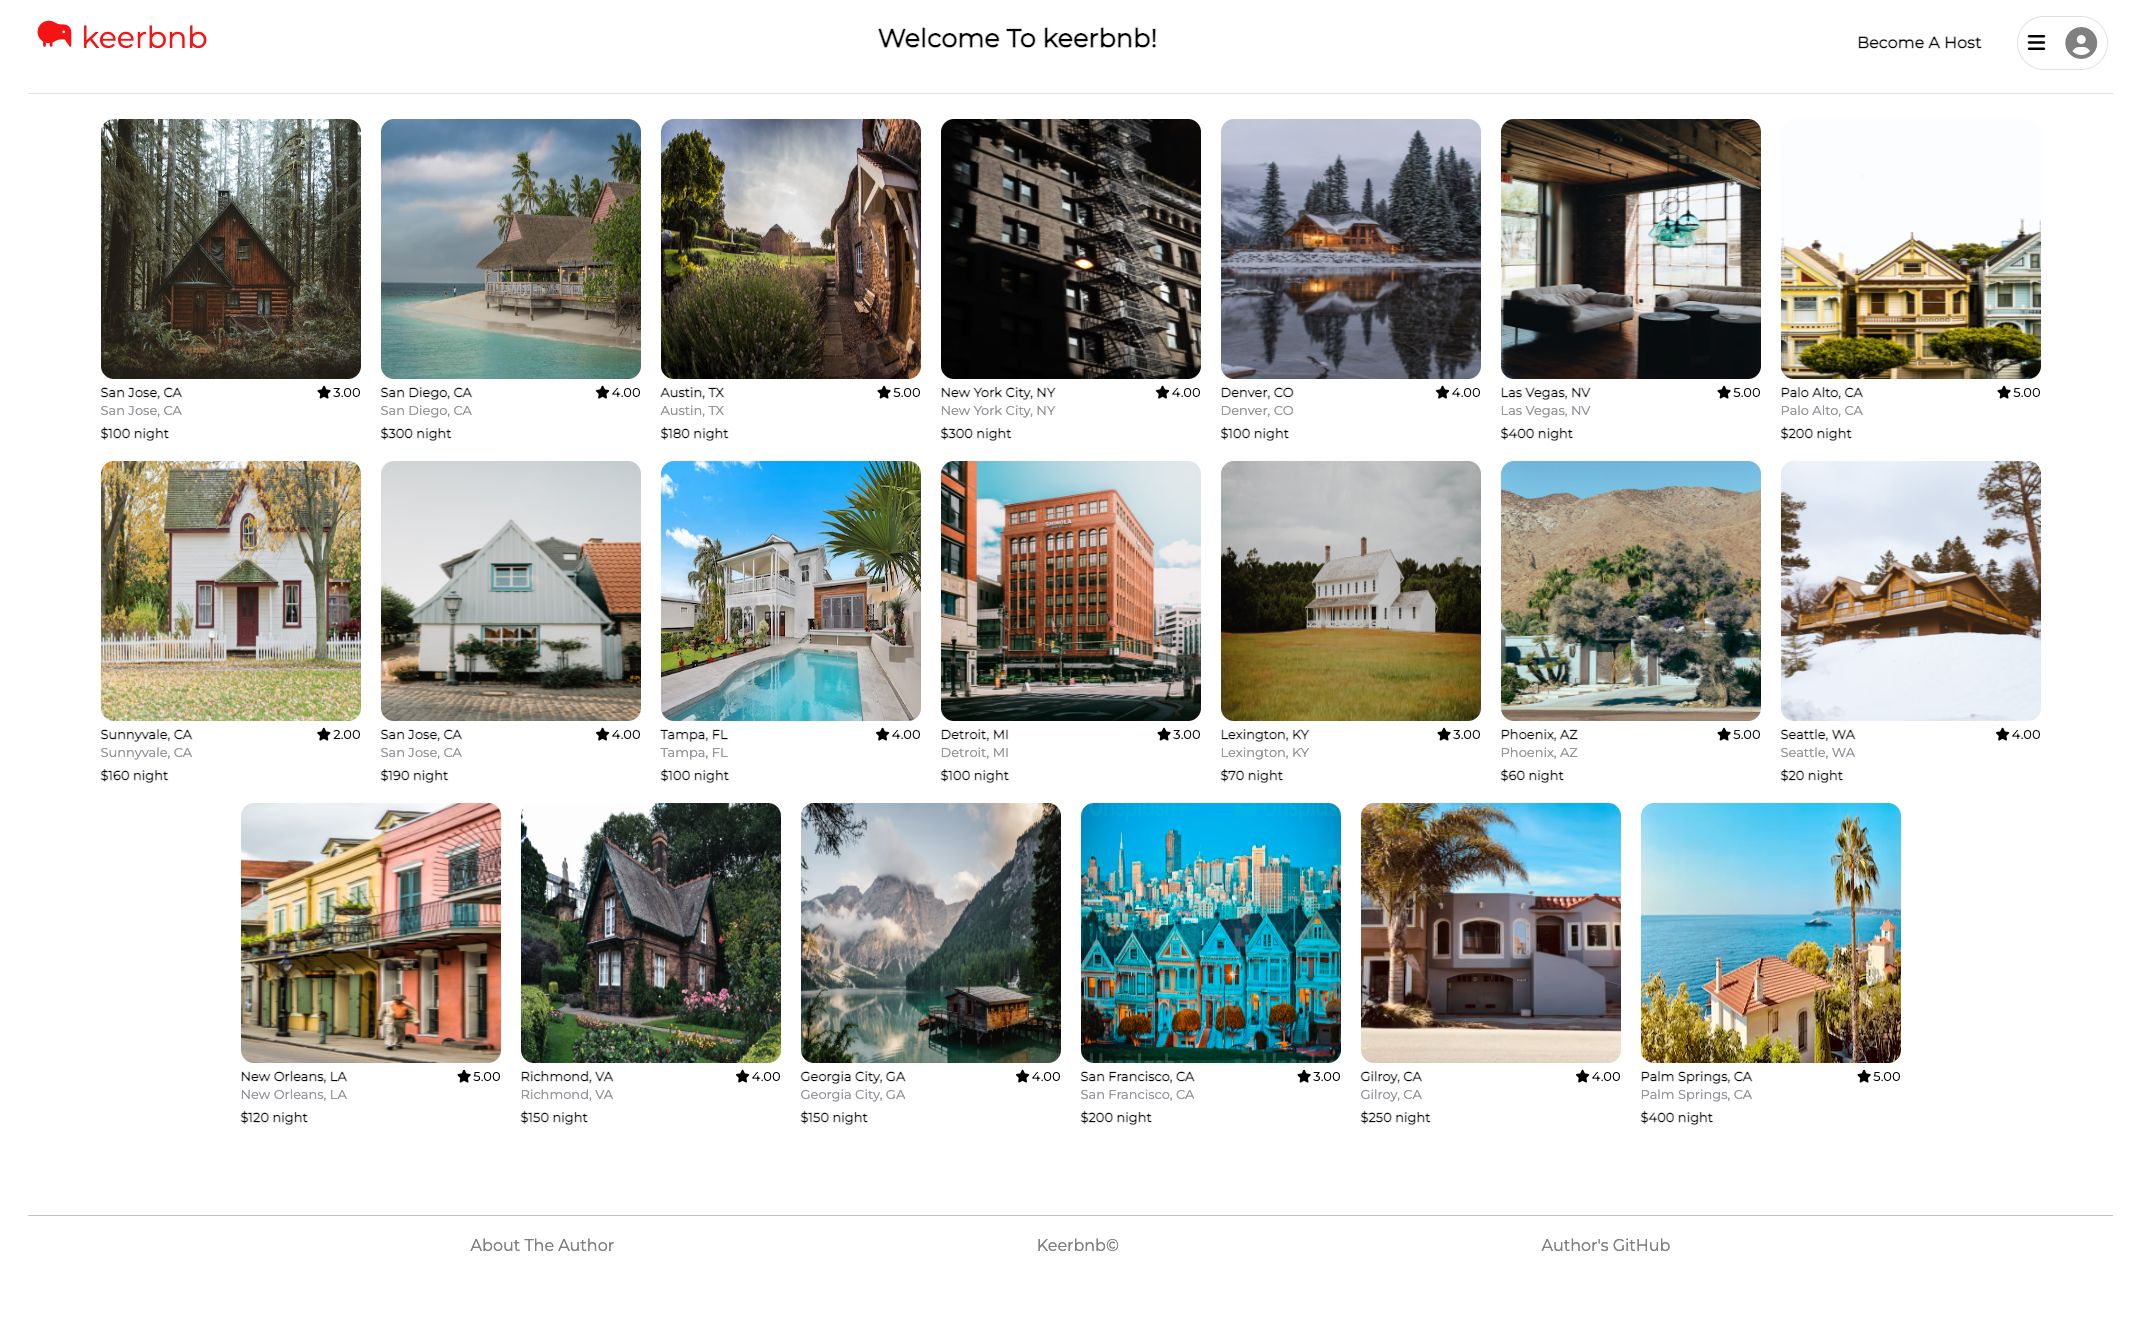 keerbnb
Welcome To keerbnb!
Become A Host
San Jose, CA ★3.00
San Jose, CA
$100 night
San Diego, CA ★4.00
San Diego, CA
$300 night
Austin, TX ★5.00
Austin, TX
$180 night
New York City, NY ★4.00
New York City, NY
$300 night
Denver, CO ★4.00
Denver, CO
$100 night
Las Vegas, NV ★5.00
Las Vegas, NV
$400 night
Palo Alto, CA ★5.00
Palo Alto, CA
$200 night
SHINOLA
Sunnyvale, CA ★2.00
Sunnyvale, CA
$160 night
San Jose, CA ★4.00
San Jose, CA
$190 night
Tampa, FL ★4.00
Tampa, FL
$100 night
Detroit, MI ★3.00
Detroit, MI
$100 night
Lexington, KY ★3.00
Lexington, KY
$70 night
Phoenix, AZ ★5.00
Phoenix, AZ
$60 night
Seattle, WA ★4.00
Seattle, WA
$20 night
New Orleans, LA ★5.00
New Orleans, LA
$120 night
Richmond, VA ★4.00
Richmond, VA
$150 night
Georgia City, GA ★4.00
Georgia City, GA
$150 night
San Francisco, CA ★3.00
San Francisco, CA
$200 night
Gilroy, CA ★4.00
Gilroy, CA
$250 night
Palm Springs, CA ★5.00
Palm Springs, CA
$400 night
About The Author
Keerbnb©
Author's GitHub